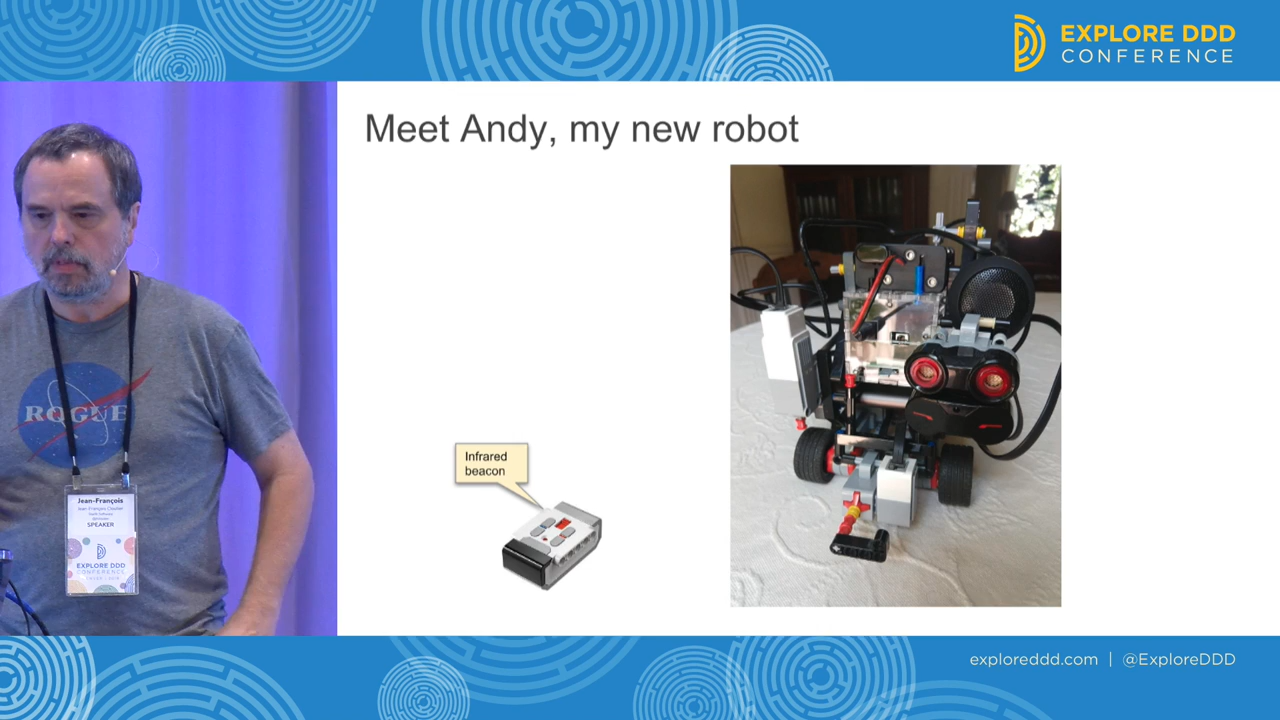 EXPLORE DDD
CONFERENCE
Meet Andy, my new robot
Infrared
beacon
ROGUE
Jean-François
SPEAKER
EXPLORE DDD
CONFERENCE
exploreddd.com | @ExploreDDD